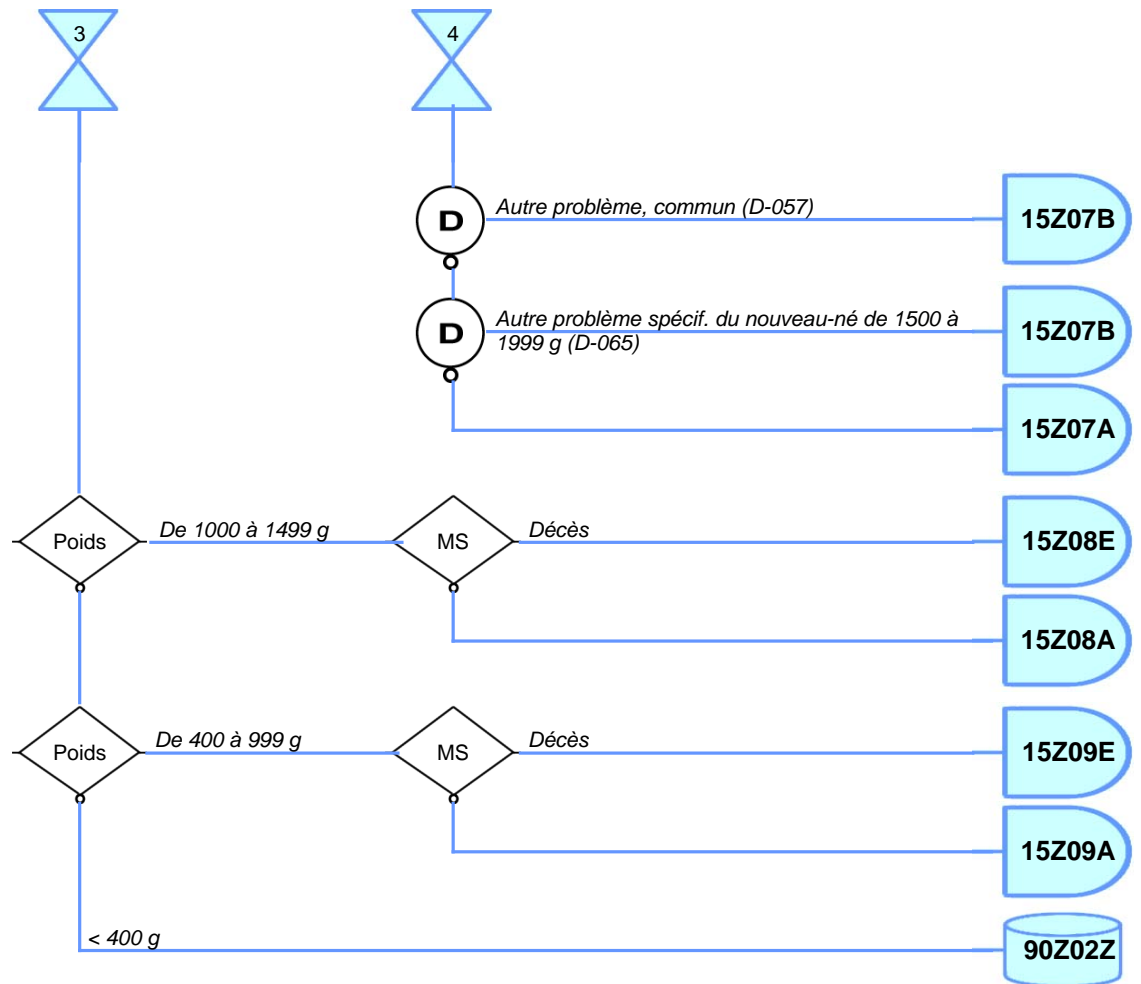 3
4
D
Autre problème, commun (D-057)
15Z07B
D
Autre problème spécif. du nouveau-né de 1500 à
1999 g (D-065)
15Z07B
15Z07A
Poids
De 1000 à 1499 g
MS
Décès
15Z08E
15Z08A
Poids
De 400 à 999 g
MS
Décès
15Z09E
15Z09A
< 400 g
90Z02Z